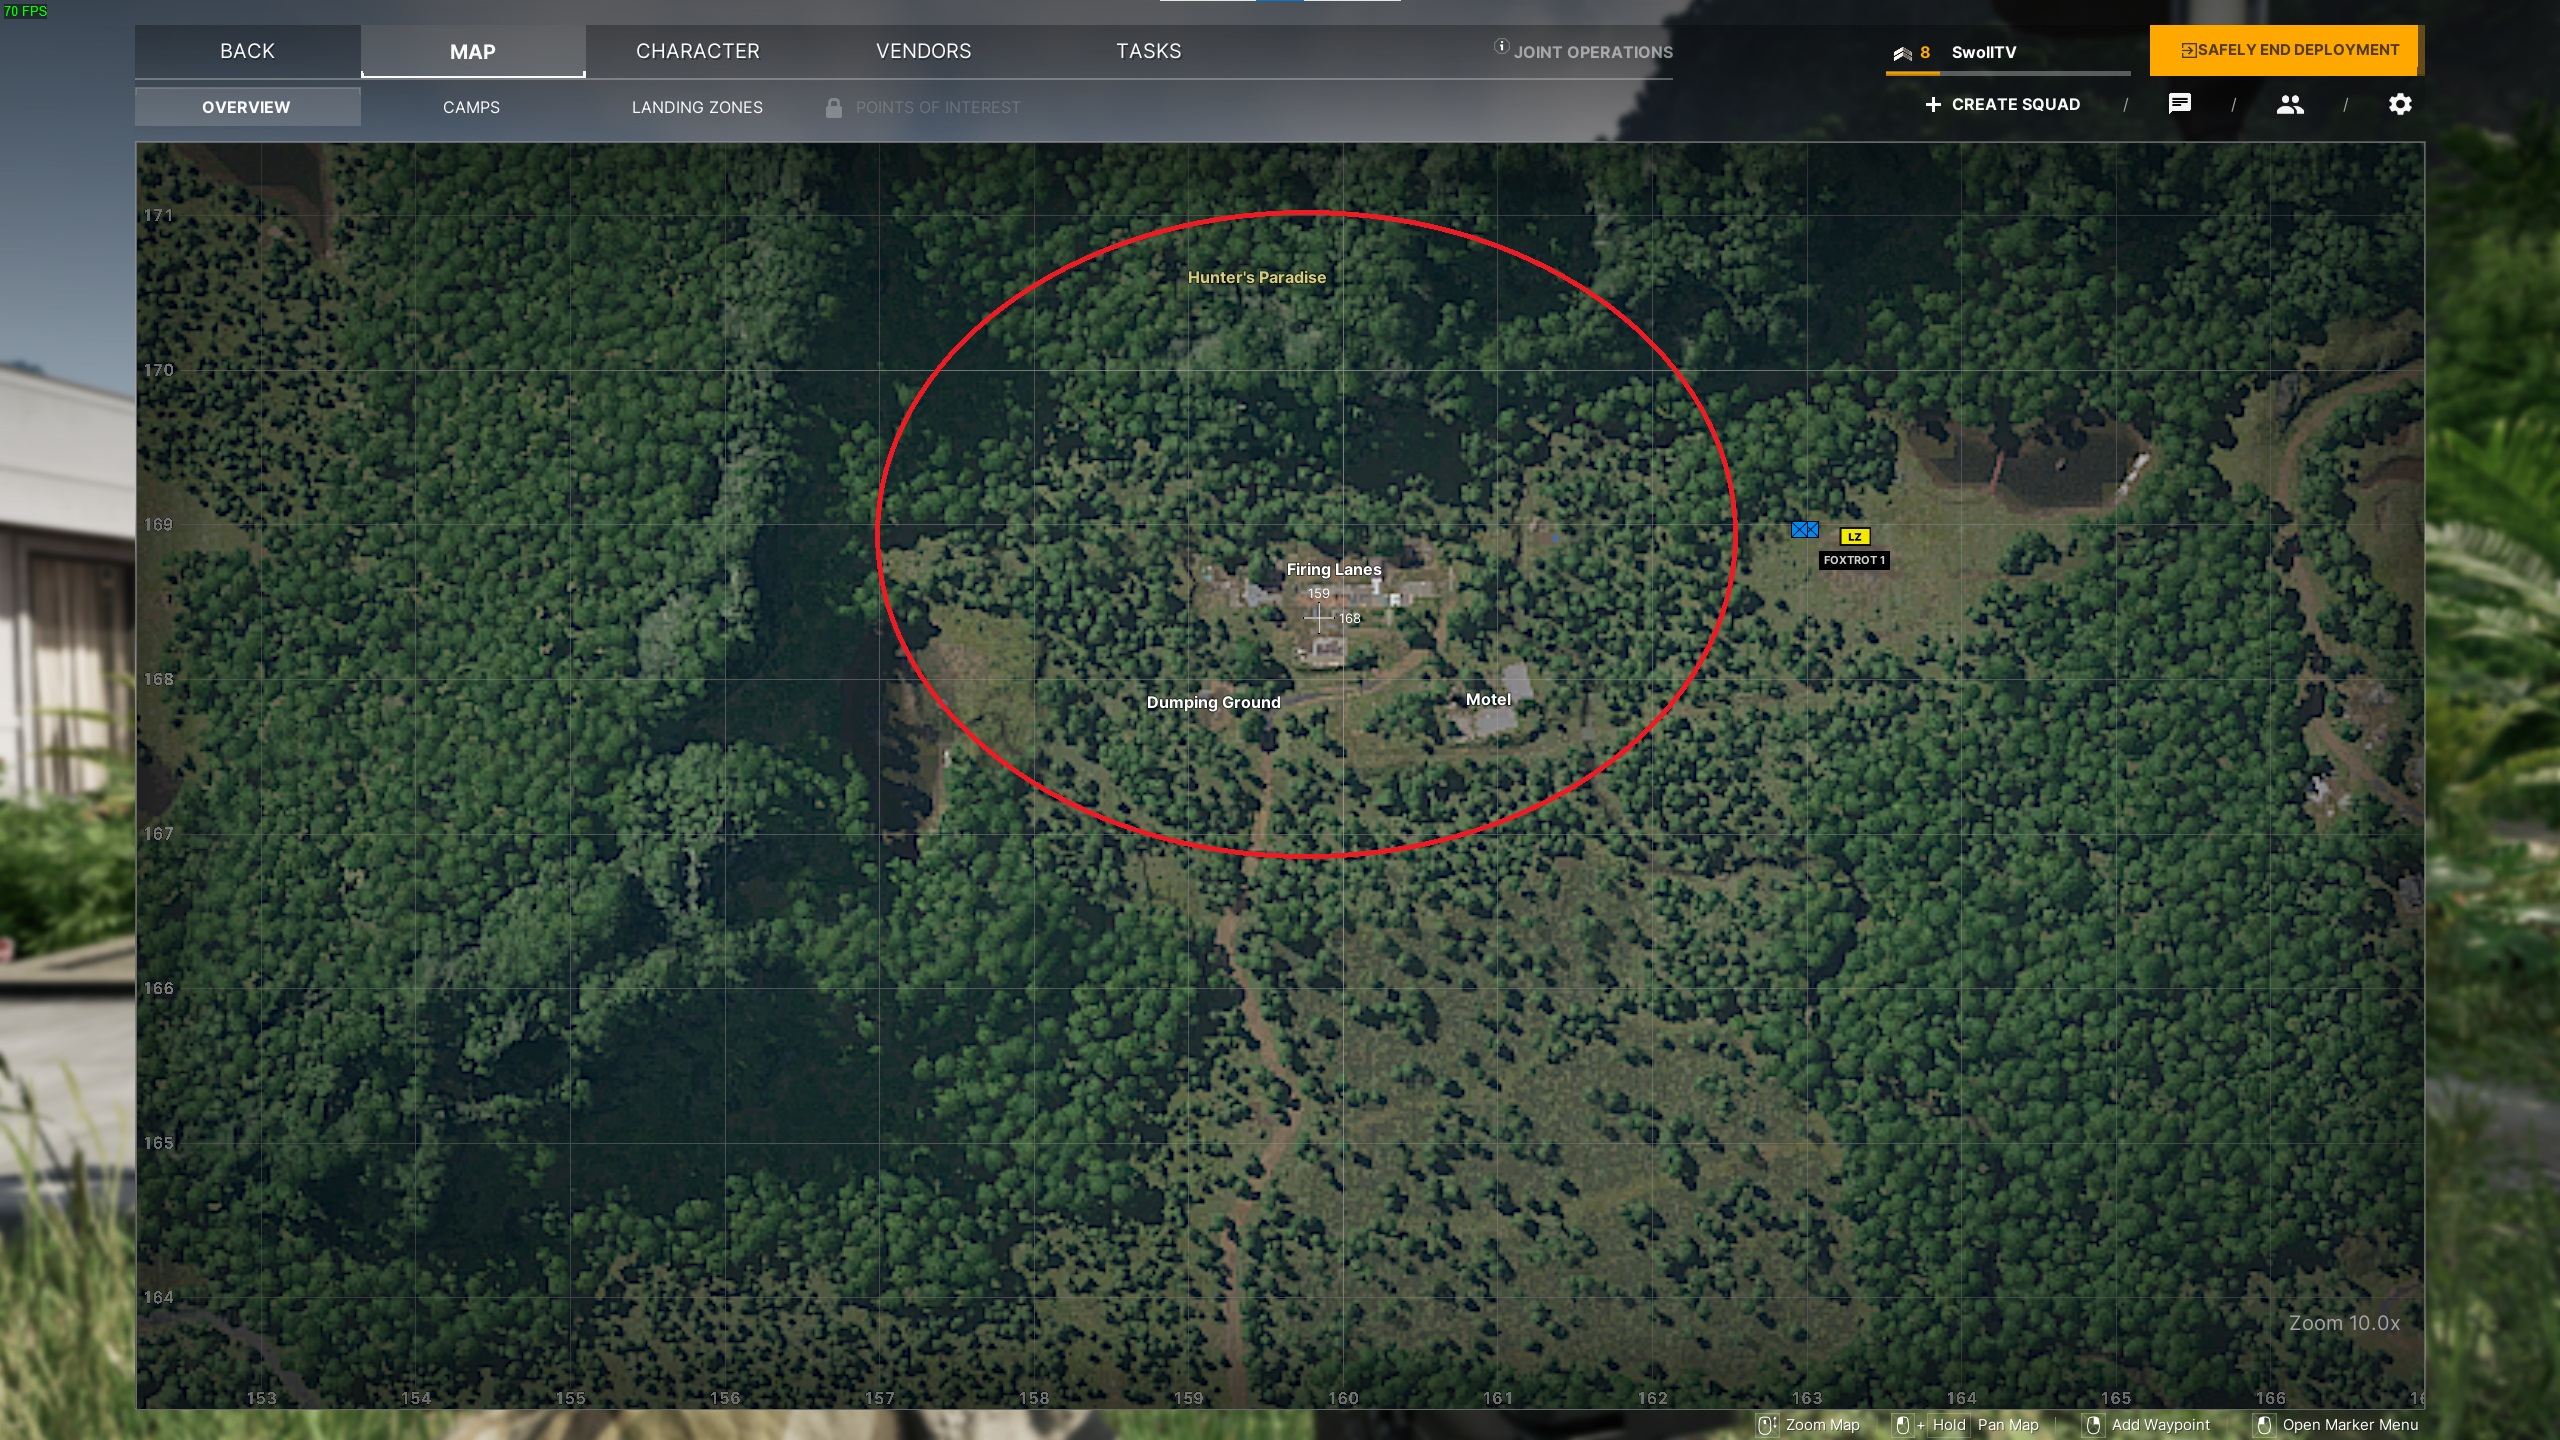 70 FPS
BACK
MAP
CHARACTER
VENDORS
TASKS
JOINT OPERATIONS
8
SwollTV
SAFELY END DEPLOYMENT
OVERVIEW
CAMPS
LANDING ZONES
POINTS OF INTEREST
+ CREATE SQUAD / / /
171
Hunter's Paradise
170
169
LZ
FOXTROT 1
Firing Lanes
159
168
168
Dumping Ground
Motel
167
166
165
164
Zoom 10.0x
153 154 155 156 157 158 159 160 161 162 163 164 165 166
Zoom Map
+ Hold Pan Map
Add Waypoint
Open Marker Menu